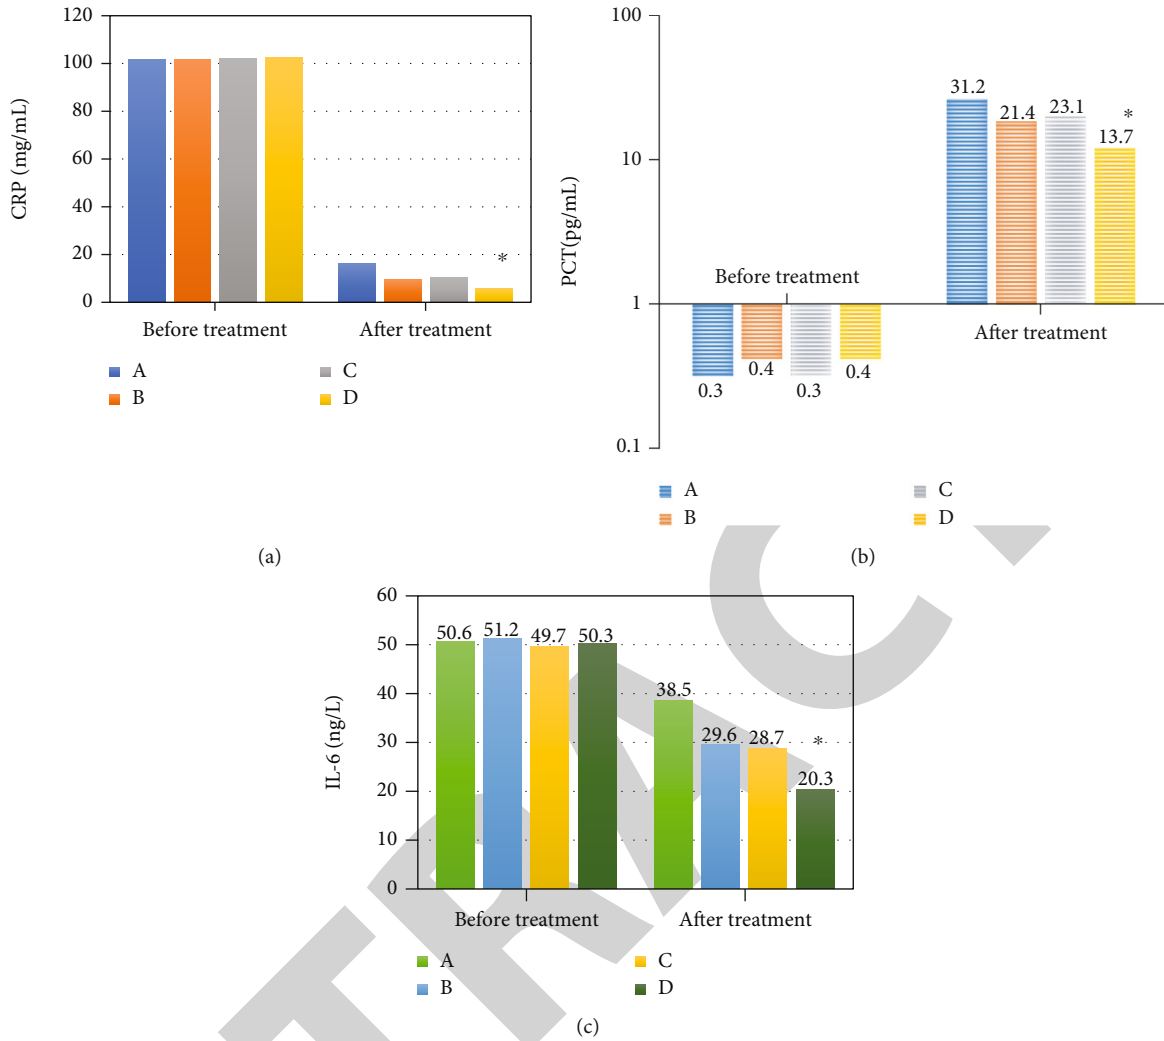 120
100
80
60
40
20
0
CRP (mg/mL)
*
Before treatment
After treatment
A
C
B
D
(a)
100
10
1
0.1
PCT(pg/mL)
31.2
21.4
23.1
*
13.7
Before treatment
0.3
0.4
0.3
0.4
After treatment
A
C
B
D
(b)
60
50
40
30
20
10
0
IL-6 (ng/L)
50.6
51.2
49.7
50.3
38.5
29.6
28.7
*
20.3
Before treatment
After treatment
A
C
B
D
(c)
TRAC